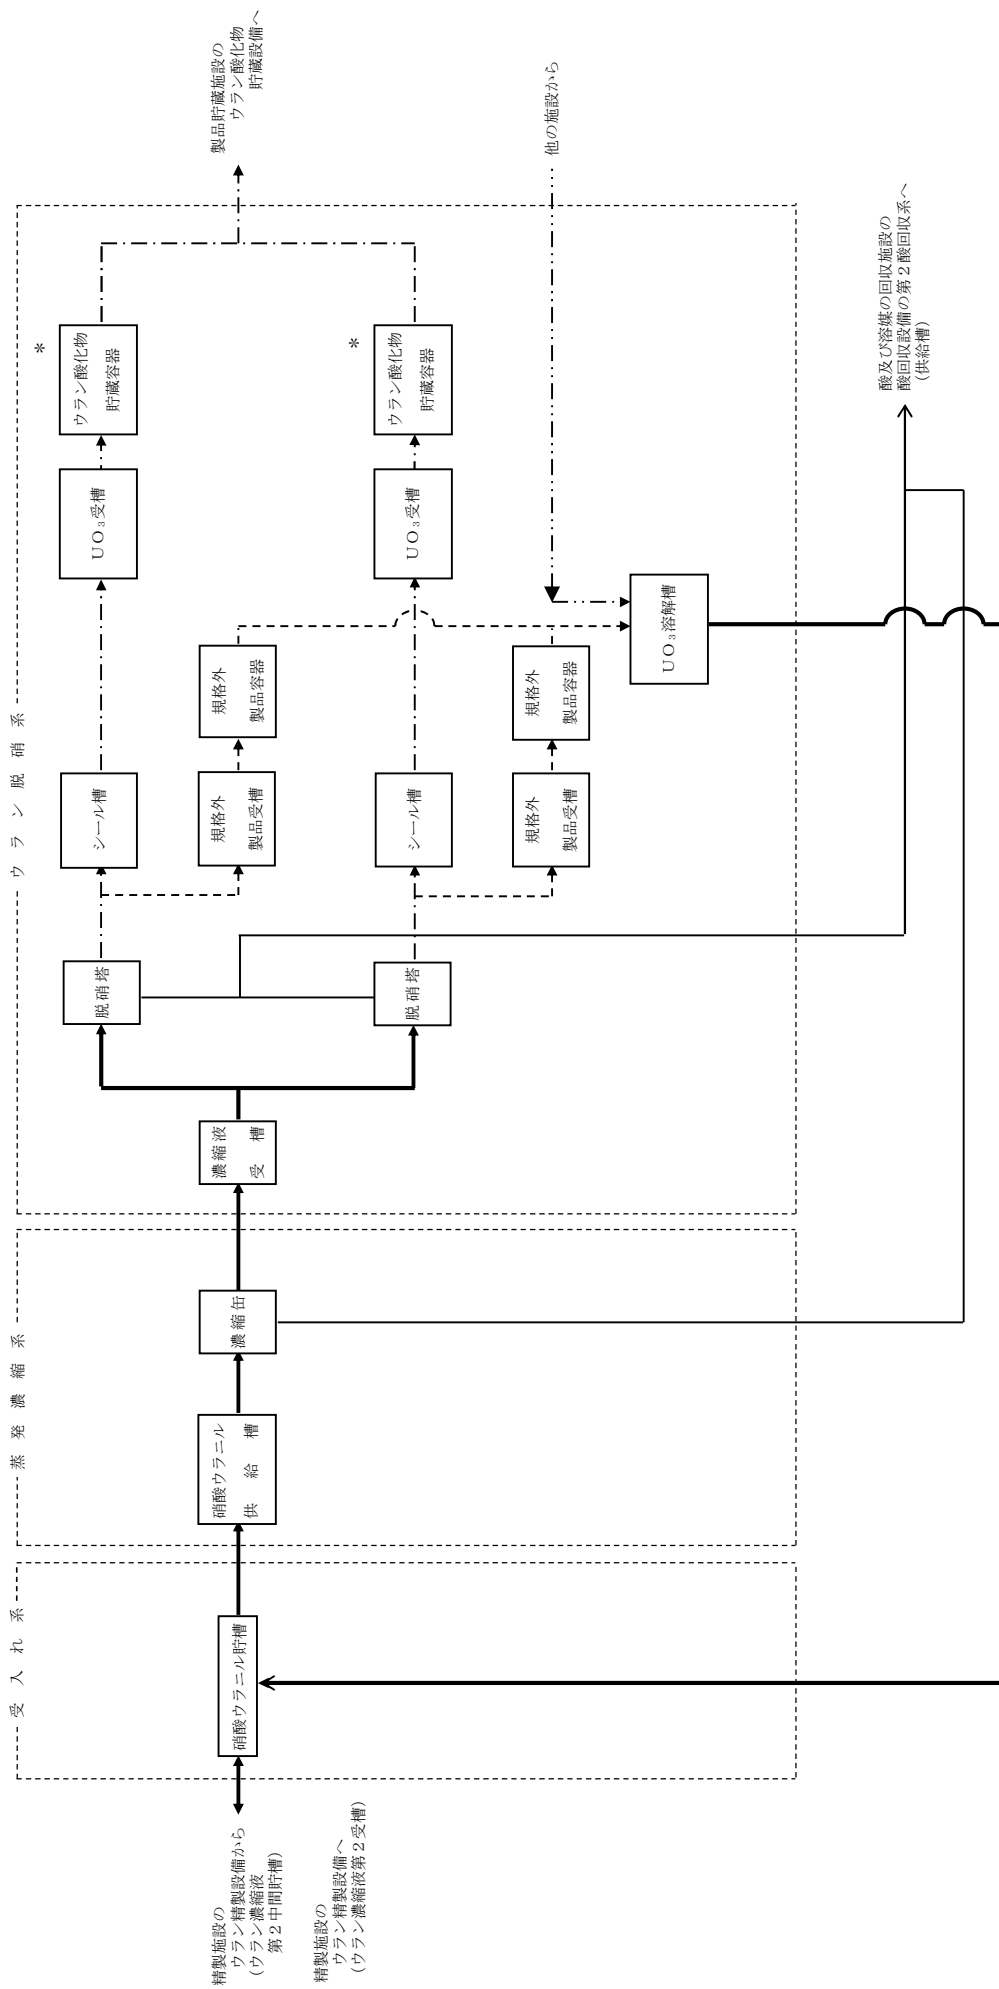 受入れ系
蒸発濃縮系
ウラン脱硝系
精製施設の
ウラン精製設備から
（ウラン濃縮液
第２中間貯槽）
精製施設の
ウラン精製設備へ
（ウラン濃縮液第２受槽）
硝酸ウラニル貯槽
硝酸ウラニル
供給槽
濃縮缶
濃縮液
受槽
脱硝塔
脱硝塔
シール槽
規格外
製品受槽
シール槽
規格外
製品受槽
規格外
製品容器
規格外
製品容器
UO₃受槽
UO₃受槽
UO₃溶解槽
*
ウラン酸化物
貯蔵容器
*
ウラン酸化物
貯蔵容器
製品貯蔵施設の
ウラン酸化物
貯蔵設備へ
他の施設から
酸及び溶媒の回収施設の
酸回収設備の第２酸回収系へ
（供給槽）